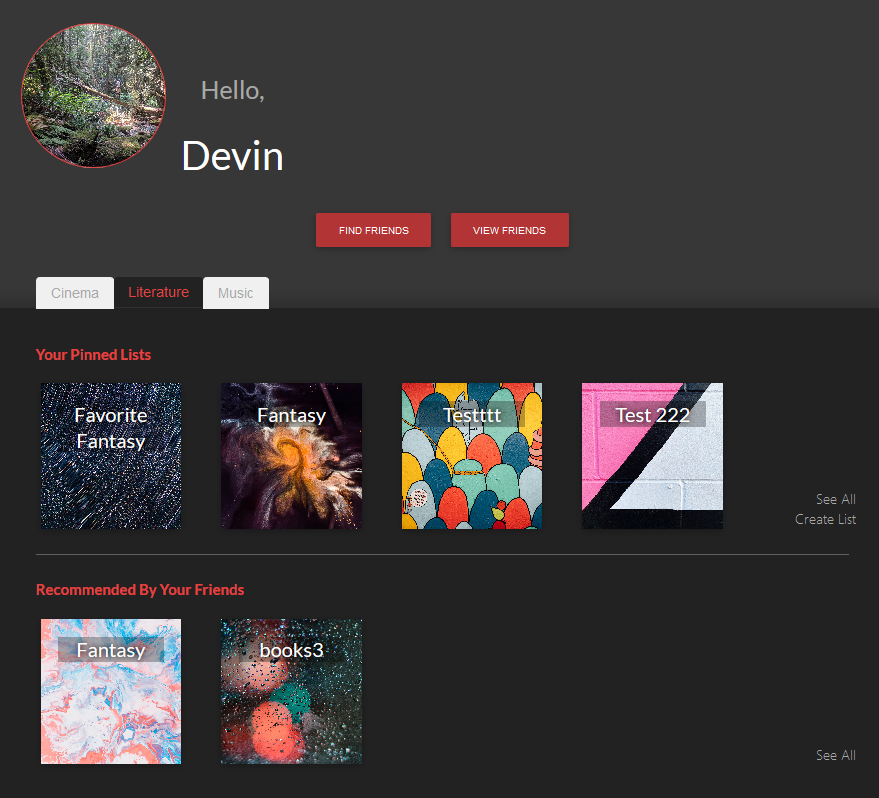 Hello,
Devin
FIND FRIENDS
VIEW FRIENDS
Cinema
Literature
Music
Your Pinned Lists
Favorite
Fantasy
Fantasy
Testttt
Test 222
See All
Create List
Recommended By Your Friends
Fantasy
books3
See All